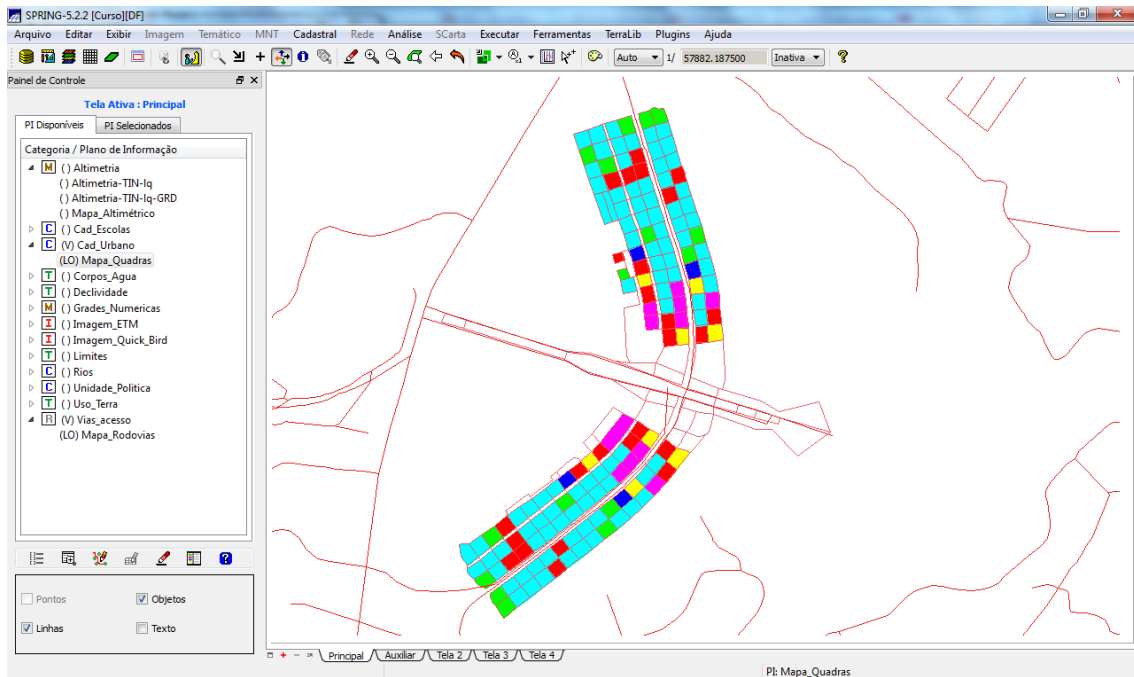 SPRING-5.2.2 [Curso][DF]
Arquivo Editar Exibir Imagem Temático MNT Cadastral Rede Análise SCarta Executar Ferramentas TerraLib Plugins Ajuda
Auto 1/ 57882.187500 Inativa
Painel de Controle
Tela Ativa : Principal
PI Disponíveis PI Selecionados
Categoria / Plano de Informação
M () Altimetria
() Altimetria-TIN-lq
() Altimetria-TIN-lq-GRD
() Mapa_Altimétrico
C () Cad_Escolas
C (V) Cad_Urbano
(LO) Mapa_Quadras
T () Corpos_Agua
T () Declividade
M () Grades_Numericas
I () Imagem_ETM
I () Imagem_Quick_Bird
T () Limites
C () Rios
C () Unidade_Politica
T () Uso_Terra
R (V) Vias_acesso
(LO) Mapa_Rodovias
Pontos Objetos
Linhas Texto
Principal Auxiliar Tela 2 Tela 3 Tela 4
PI: Mapa_Quadras